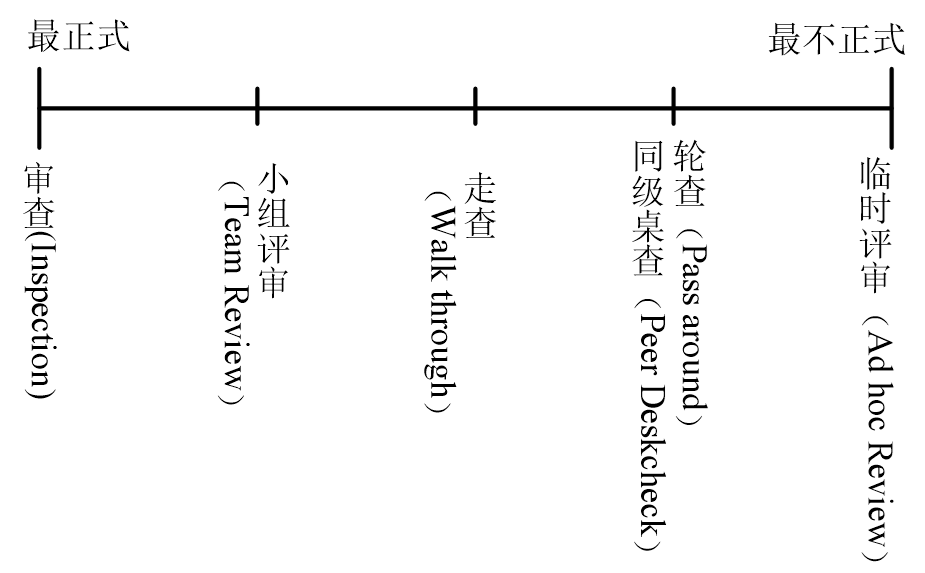 最正式
最不正式
审查(Inspection)
小组评审
（Team Review）
走查
（Walk through）
轮查（Pass around）
同级桌查（Peer Deskcheck）
临时评审（Ad hoc Review）